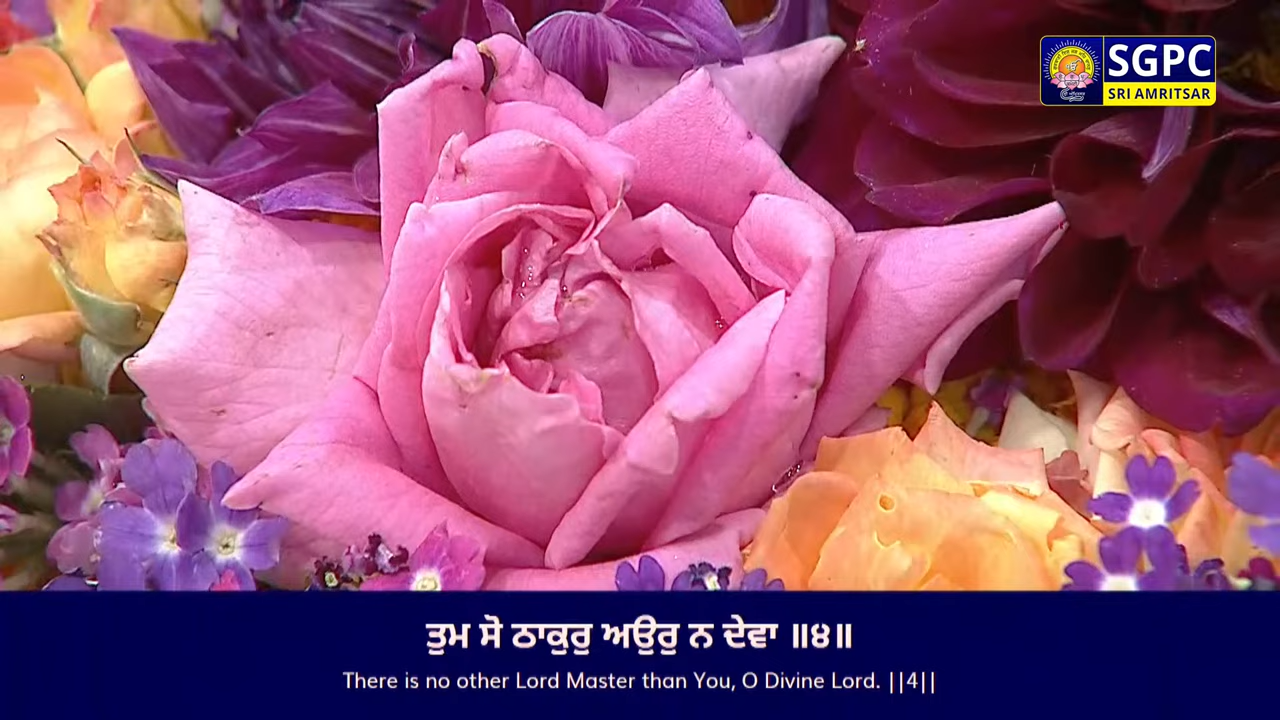 SGPC
SRI AMRITSAR
ਤੁਮ ਸੋ ਠਾਕੁਰੁ ਅਉਰੁ ਨ ਦੇਵਾ ॥੪॥
There is no other Lord Master than You, O Divine Lord. ||4||